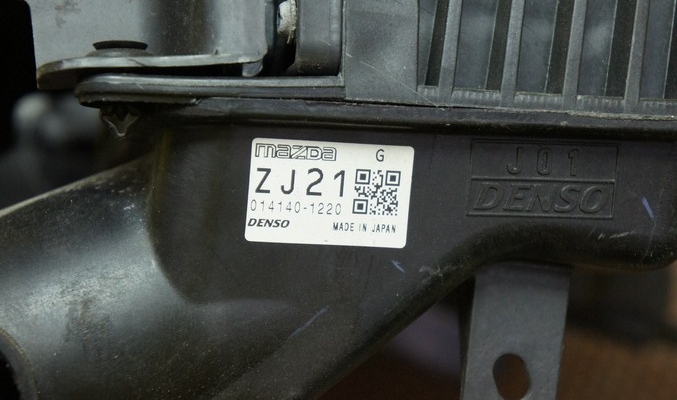 mazda G
ZJ21
014140-1220
DENSO MADE IN JAPAN
J01
DENSO